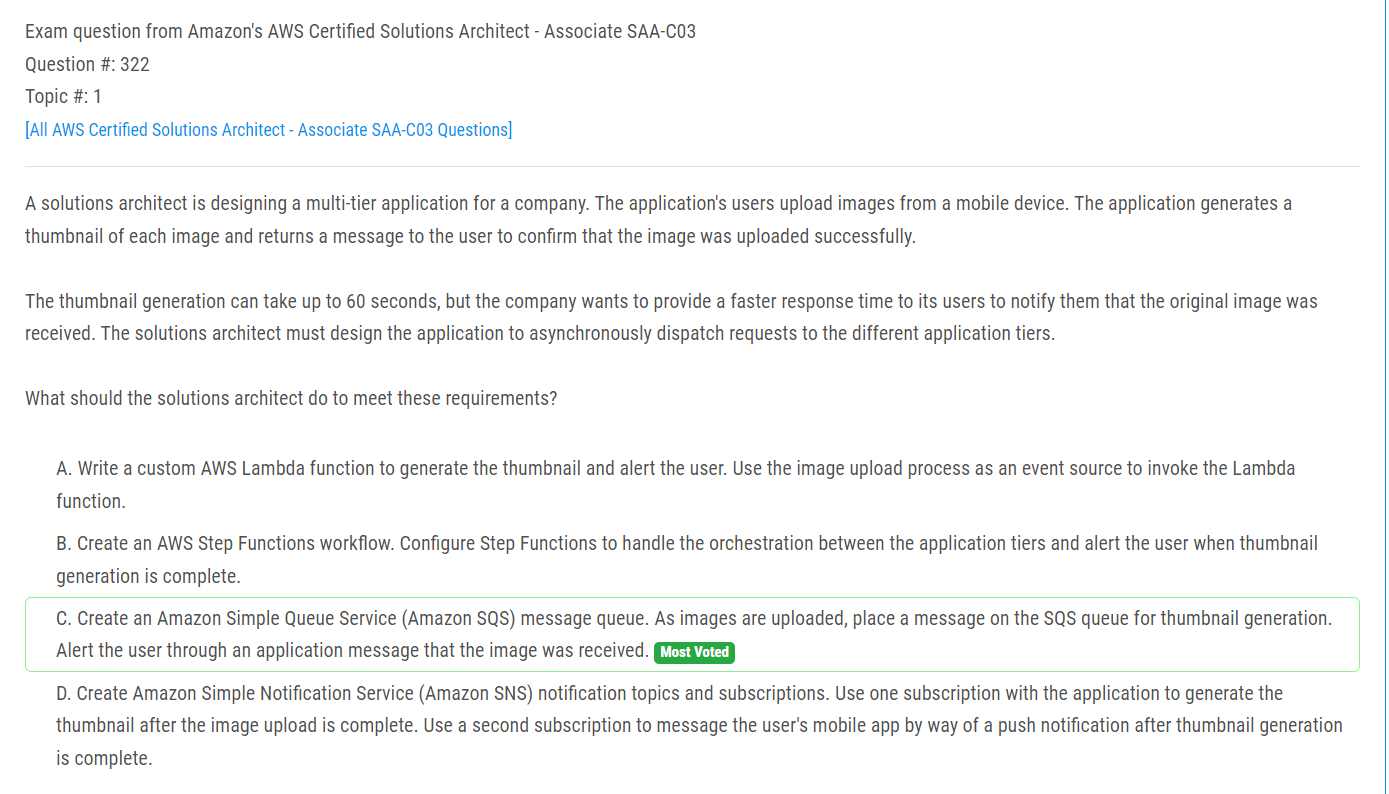 Exam question from Amazon's AWS Certified Solutions Architect - Associate SAA-C03
Question #: 322
Topic #: 1
[All AWS Certified Solutions Architect - Associate SAA-C03 Questions]
A solutions architect is designing a multi-tier application for a company. The application's users upload images from a mobile device. The application generates a
thumbnail of each image and returns a message to the user to confirm that the image was uploaded successfully.
The thumbnail generation can take up to 60 seconds, but the company wants to provide a faster response time to its users to notify them that the original image was
received. The solutions architect must design the application to asynchronously dispatch requests to the different application tiers.
What should the solutions architect do to meet these requirements?
A. Write a custom AWS Lambda function to generate the thumbnail and alert the user. Use the image upload process as an event source to invoke the Lambda
function.
B. Create an AWS Step Functions workflow. Configure Step Functions to handle the orchestration between the application tiers and alert the user when thumbnail
generation is complete.
C. Create an Amazon Simple Queue Service (Amazon SQS) message queue. As images are uploaded, place a message on the SQS queue for thumbnail generation.
Alert the user through an application message that the image was received. Most Voted
D. Create Amazon Simple Notification Service (Amazon SNS) notification topics and subscriptions. Use one subscription with the application to generate the
thumbnail after the image upload is complete. Use a second subscription to message the user's mobile app by way of a push notification after thumbnail generation
is complete.